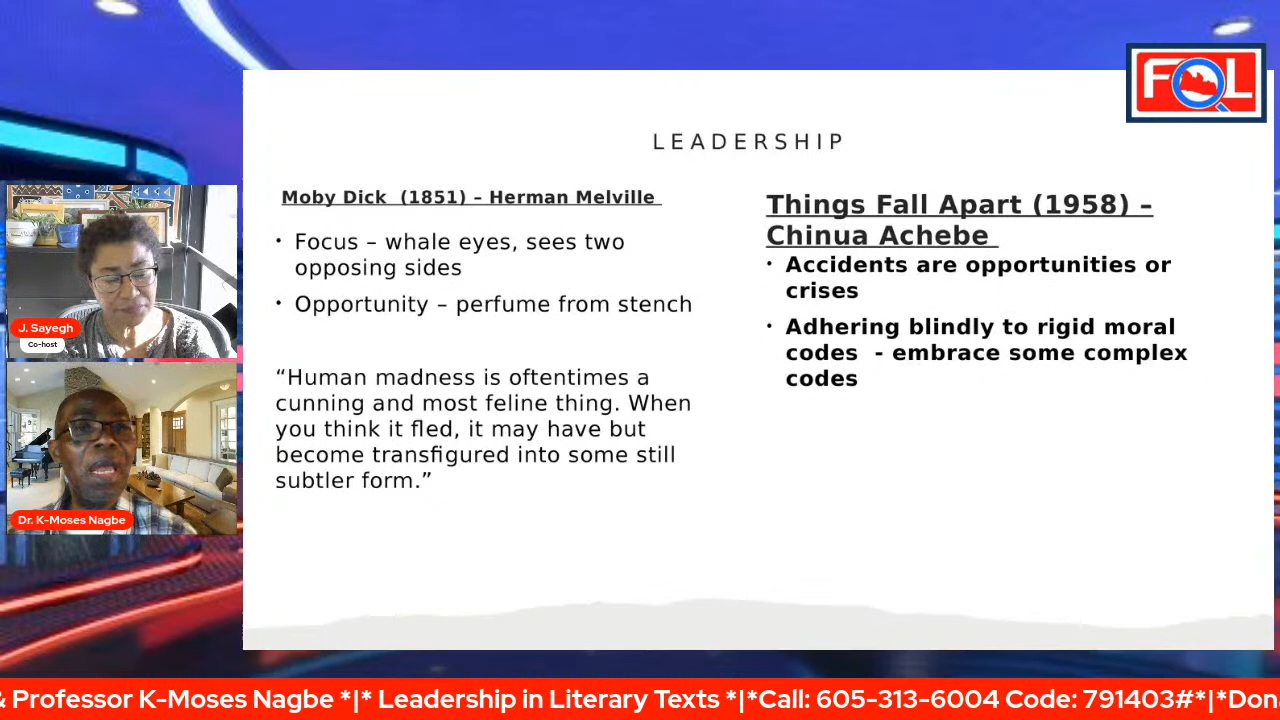 FOL
LEADERSHIP
Moby Dick (1851) – Herman Melville
• Focus – whale eyes, sees two
opposing sides
• Opportunity – perfume from stench
“Human madness is oftentimes a
cunning and most feline thing. When
you think it fled, it may have but
become transfigured into some still
subtler form.”
Things Fall Apart (1958) –
Chinua Achebe
• Accidents are opportunities or
crises
• Adhering blindly to rigid moral
codes - embrace some complex
codes
J. Sayegh
Co-host
Dr. K-Moses Nagbe
& Professor K-Moses Nagbe *|* Leadership in Literary Texts *|*Call: 605-313-6004 Code: 791403#*|*Don